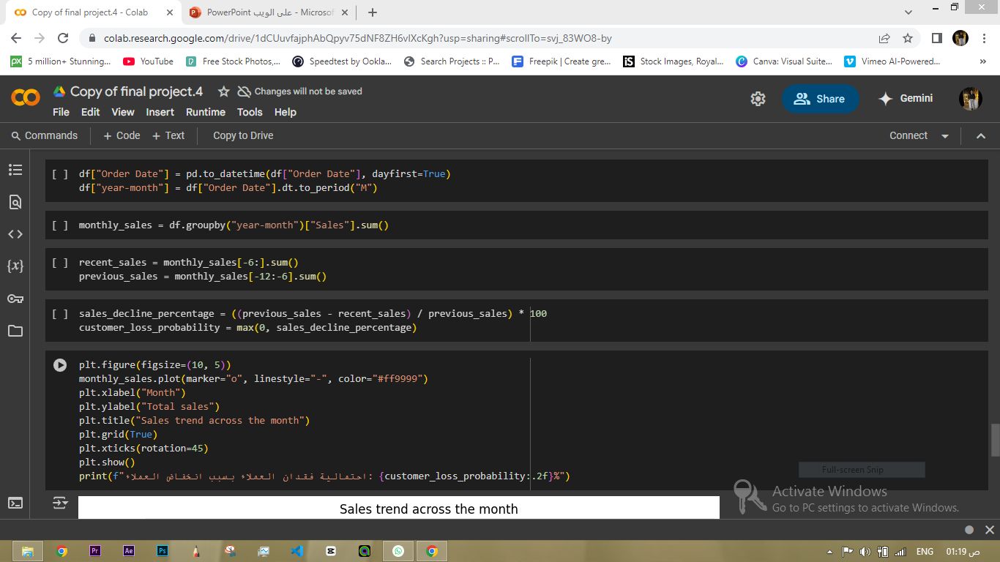 Copy of final project.4 - Colab
PowerPoint على الويب - Microsof
colab.research.google.com/drive/1dCUuvfajphAbQpyv75dNF8ZH6vIXcKgh?usp=sharing#scrollTo=svj_83WO8-by
px 5 million+ Stunning...
YouTube
Free Stock Photos,...
Speedtest by Ookla...
Search Projects :: P...
Freepik | Create gre...
iS Stock Images, Royal...
Canva: Visual Suite...
Vimeo AI-Powered...
»
Copy of final project.4
Changes will not be saved
Share
Gemini
File Edit View Insert Runtime Tools Help
Commands + Code + Text Copy to Drive
Connect
[ ] df["Order Date"] = pd.to_datetime(df["Order Date"], dayfirst=True)
df["year-month"] = df["Order Date"].dt.to_period("M")
[ ] monthly_sales = df.groupby("year-month")["Sales"].sum()
[ ] recent_sales = monthly_sales[-6:].sum()
previous_sales = monthly_sales[-12:-6].sum()
[ ] sales_decline_percentage = ((previous_sales - recent_sales) / previous_sales) * 100
customer_loss_probability = max(0, sales_decline_percentage)
plt.figure(figsize=(10, 5))
monthly_sales.plot(marker="o", linestyle="-", color="#ff9999")
plt.xlabel("Month")
plt.ylabel("Total sales")
plt.title("Sales trend across the month")
plt.grid(True)
plt.xticks(rotation=45)
plt.show()
print(f"احتمالية فقدان العملاء بسبب انخفاض العملاء: {customer_loss_probability:.2f}%")
Full-screen Snip
Activate Windows
Go to PC settings to activate Windows.
Sales trend across the month
Pr Ae Ps
ENG
01:19 ص